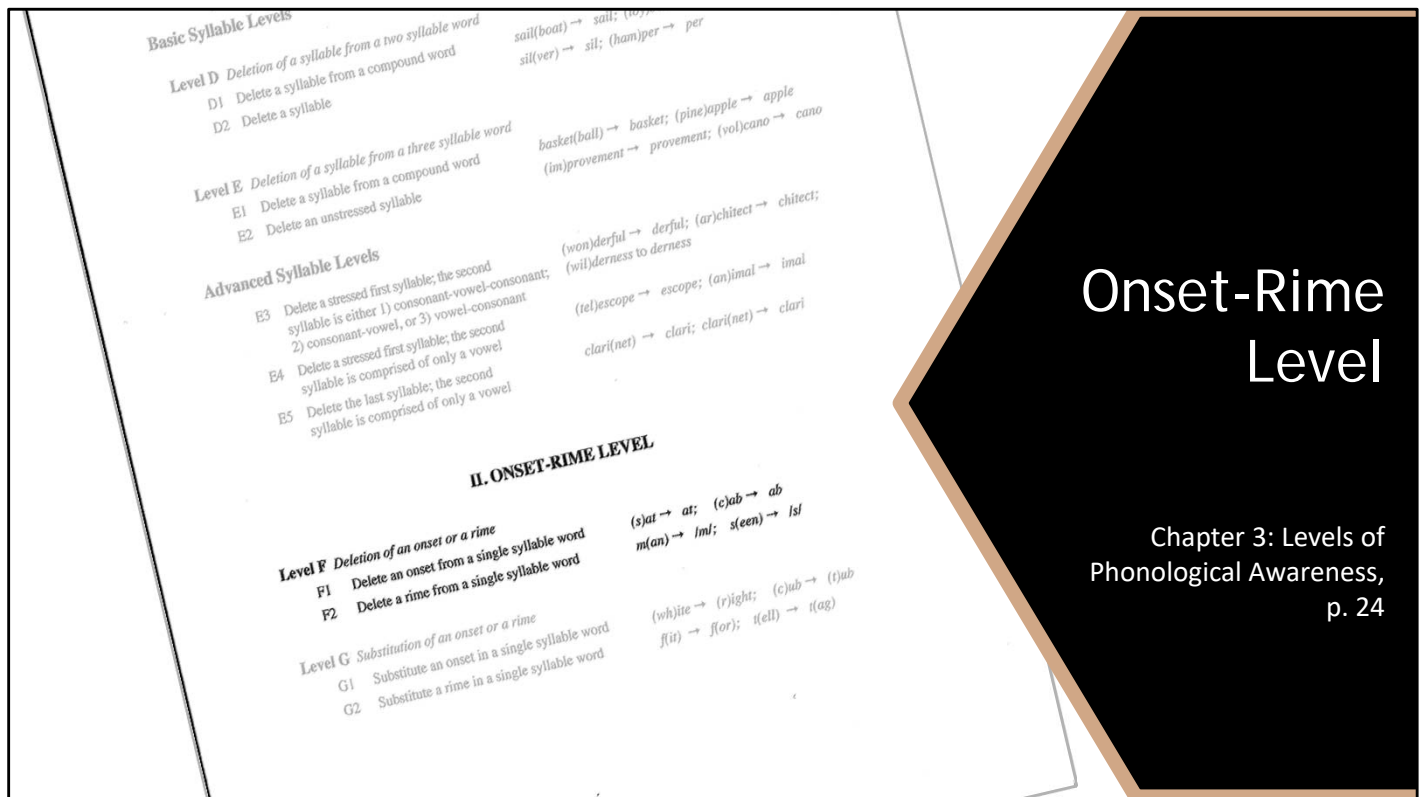 Basic Syllable Levels
Level D Deletion of a syllable from a two syllable word
D1 Delete a syllable from a compound word sail(boat) → sail;
D2 Delete a syllable sil(ver) → sil; (ham)per → per
Level E Deletion of a syllable from a three syllable word
E1 Delete a syllable from a compound word basket(ball) → basket; (pine)apple → apple
E2 Delete an unstressed syllable (im)provement → provement; (vol)cano → cano
Advanced Syllable Levels
E3 Delete a stressed first syllable; the second (won)derful → derful; (ar)chitect → chitect;
syllable is either 1) consonant-vowel-consonant; (wil)derness to derness
2) consonant-vowel, or 3) vowel-consonant
E4 Delete a stressed first syllable; the second (tel)escope → escope; (an)imal → imal
syllable is comprised of only a vowel
E5 Delete the last syllable; the second clari(net) → clari; clari(net) → clari
syllable is comprised of only a vowel
II. ONSET-RIME LEVEL
Level F Deletion of an onset or a rime
F1 Delete an onset from a single syllable word (s)at → at; (c)ab → ab
F2 Delete a rime from a single syllable word m(an) → /m/; s(een) → /s/
Level G Substitution of an onset or a rime
G1 Substitute an onset in a single syllable word (wh)ite → (r)ight; (c)ub → (t)ub
G2 Substitute a rime in a single syllable word f(it) → f(or); t(ell) → t(ag)
Onset-Rime
Level
Chapter 3: Levels of
Phonological Awareness,
p. 24